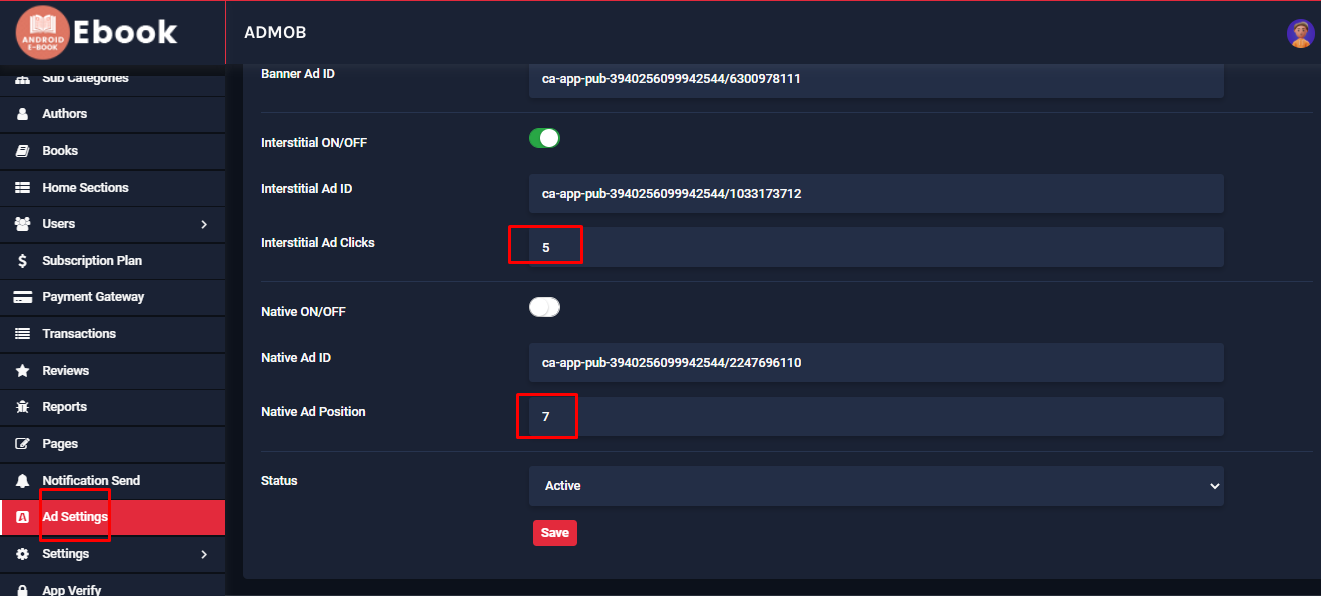 ANDROID
E-BOOK
Ebook
ADMOB
Sub Categories
Authors
Books
Home Sections
Users
Subscription Plan
$
Payment Gateway
Transactions
Reviews
Reports
Pages
Notification Send
A
Ad Settings
Settings
App Verify
Banner Ad ID
ca-app-pub-3940256099942544/6300978111
Interstitial ON/OFF
Interstitial Ad ID
ca-app-pub-3940256099942544/1033173712
Interstitial Ad Clicks
5
Native ON/OFF
Native Ad ID
ca-app-pub-3940256099942544/2247696110
Native Ad Position
7
Status
Active
Save